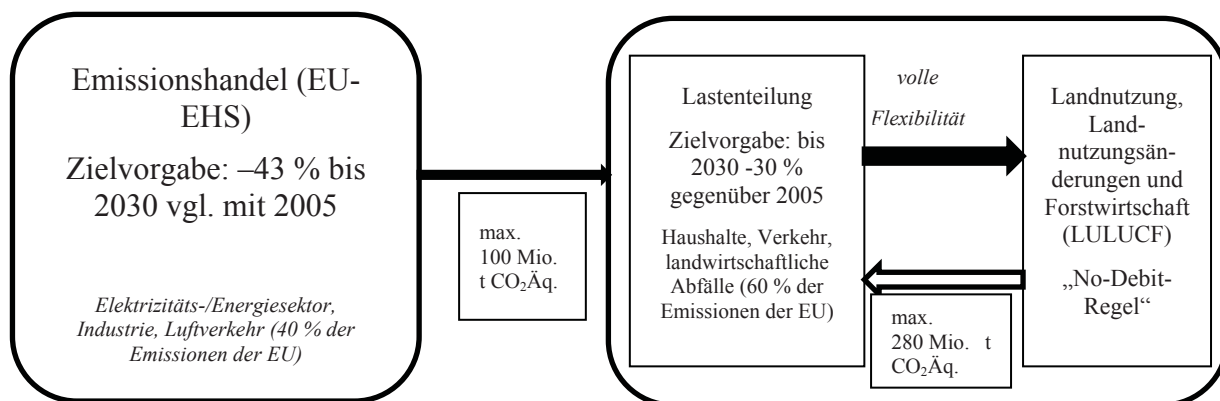 Emissionshandel (EU-
EHS)
Zielvorgabe: –43 % bis
2030 vgl. mit 2005
Elektrizitäts-/Energiesektor,
Industrie, Luftverkehr (40 % der
Emissionen der EU)
max.
100 Mio.
t CO₂Äq.
Lastenteilung
Zielvorgabe: bis
2030 -30 %
gegenüber 2005
Haushalte, Verkehr,
landwirtschaftliche
Abfälle (60 % der
Emissionen der EU)
volle
Flexibilität
max.
280 Mio. t
CO₂Äq.
Landnutzung,
Land-
nutzungsän-
derungen und
Forstwirtschaft
(LULUCF)
„No-Debit-
Regel“